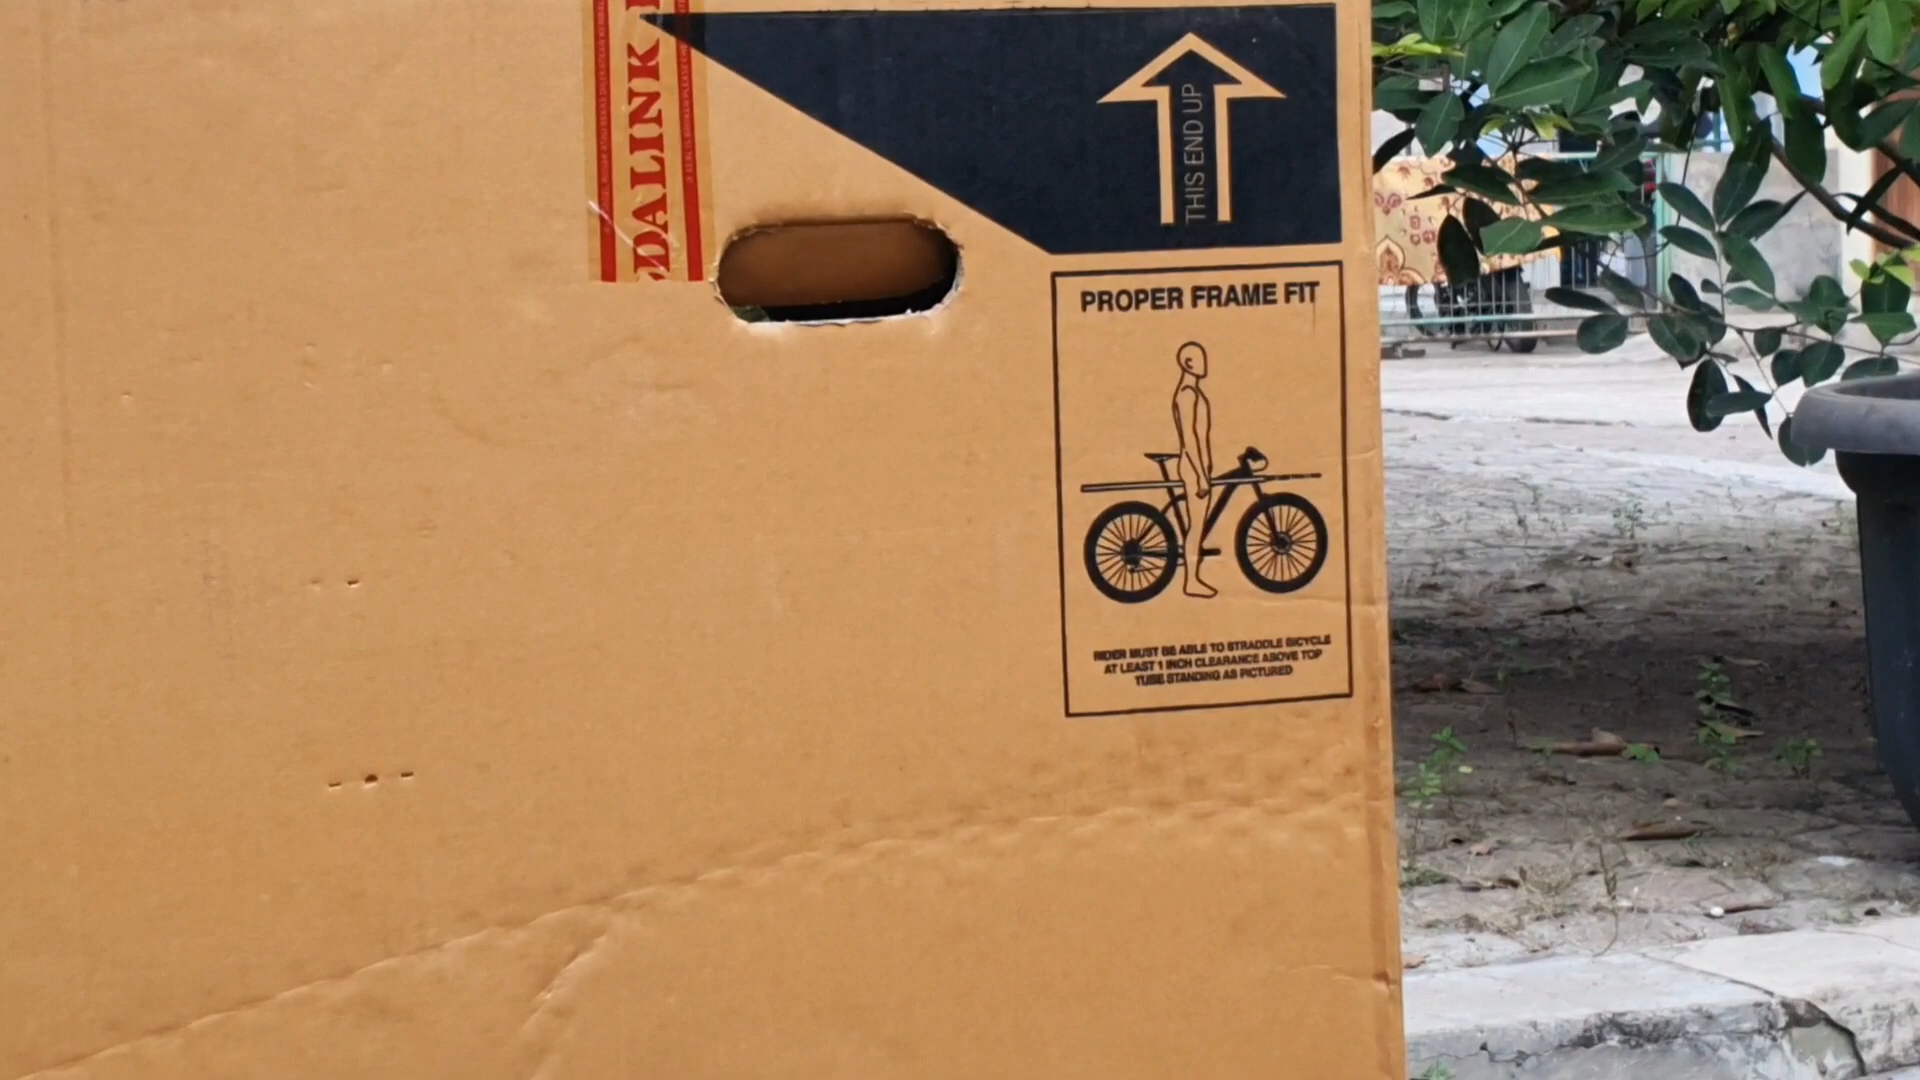 DALINK
THIS END UP
PROPER FRAME FIT
RIDER MUST BE ABLE TO STRADDLE BICYCLE
AT LEAST 1 INCH CLEARANCE ABOVE TOP
TUBE STANDING AS PICTURED